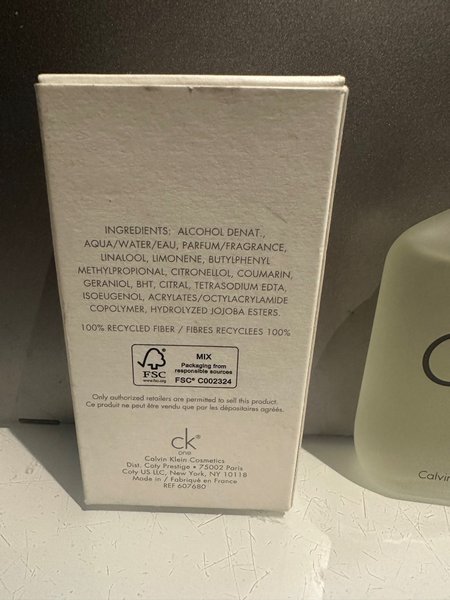 INGREDIENTS: ALCOHOL DENAT.,
AQUA/WATER/EAU, PARFUM/FRAGRANCE,
LINALOOL, LIMONENE, BUTYLPHENYL
METHYLPROPIONAL, CITRONELLOL, COUMARIN,
GERANIOL, BHT, CITRAL, TETRASODIUM EDTA,
ISOEUGENOL, ACRYLATES/OCTYLACRYLAMIDE
COPOLYMER, HYDROLYZED JOJOBA ESTERS.
100% RECYCLED FIBER / FIBRES RECYCLEES 100%
FSC
www.fsc.org
MIX
Packaging from
responsible sources
FSC® C002324
Only authorized retailers are permitted to sell this product.
Ce produit ne peut être vendu que par les dépositaires agréés.
ck®
one
Calvin Klein Cosmetics
Dist. Coty Prestige • 75002 Paris
Coty US LLC, New York, NY 10118
Made in / Fabriqué en France
REF 607680
Calvin